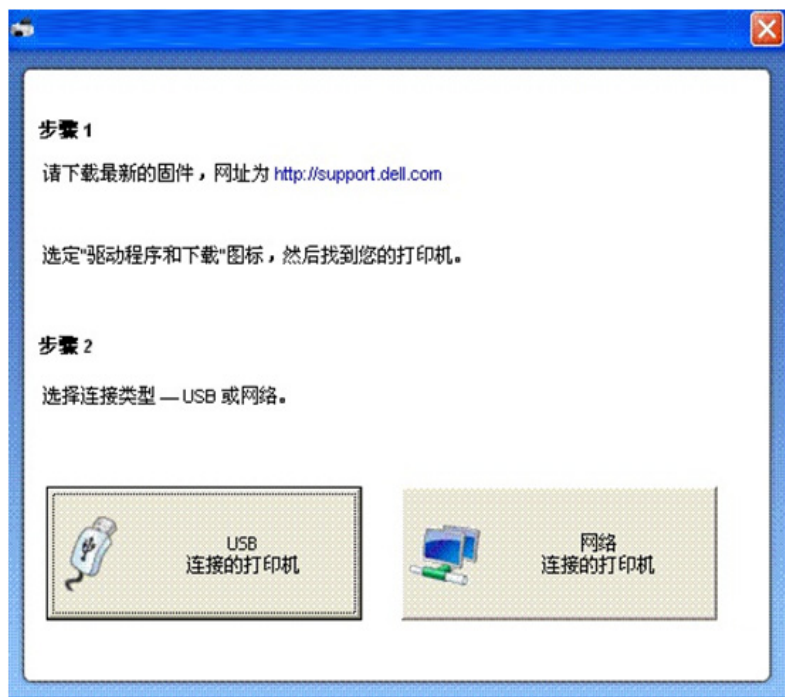 步骤 1
请下载最新的固件，网址为 http://support.dell.com
选定"驱动程序和下载"图标，然后找到您的打印机。
步骤 2
选择连接类型 — USB 或网络。
USB
连接的打印机
网络
连接的打印机